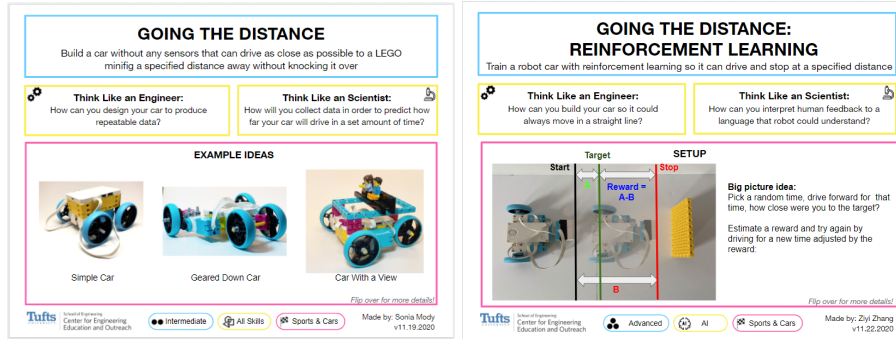 GOING THE DISTANCE
Build a car without any sensors that can drive as close as possible to a LEGO
minifig a specified distance away without knocking it over
Think Like an Engineer:
How can you design your car to produce
repeatable data?
Think Like an Scientist:
How will you collect data in order to predict how
far your car will drive in a set amount of time?
EXAMPLE IDEAS
Simple Car
Geared Down Car
Car With a View
Flip over for more details!
Tufts
UNIVERSITY
School of Engineering
Center for Engineering
Education and Outreach
Intermediate
All Skills
Sports & Cars
Made by: Sonia Mody
v11.19.2020
GOING THE DISTANCE:
REINFORCEMENT LEARNING
Train a robot car with reinforcement learning so it can drive and stop at a specified distance
Think Like an Engineer:
How can you build your car so it could
always move in a straight line?
Think Like an Scientist:
How can you interpret human feedback to a
language that robot could understand?
SETUP
Target
Start
Stop
A
Reward =
A-B
B
Big picture idea:
Pick a random time, drive forward for that
time, how close were you to the target?
Estimate a reward and try again by
driving for a new time adjusted by the
reward:
Flip over for more details!
Tufts
UNIVERSITY
School of Engineering
Center for Engineering
Education and Outreach
Advanced
AI
AI
Sports & Cars
Made by: Ziyi Zhang
v11.22.2020